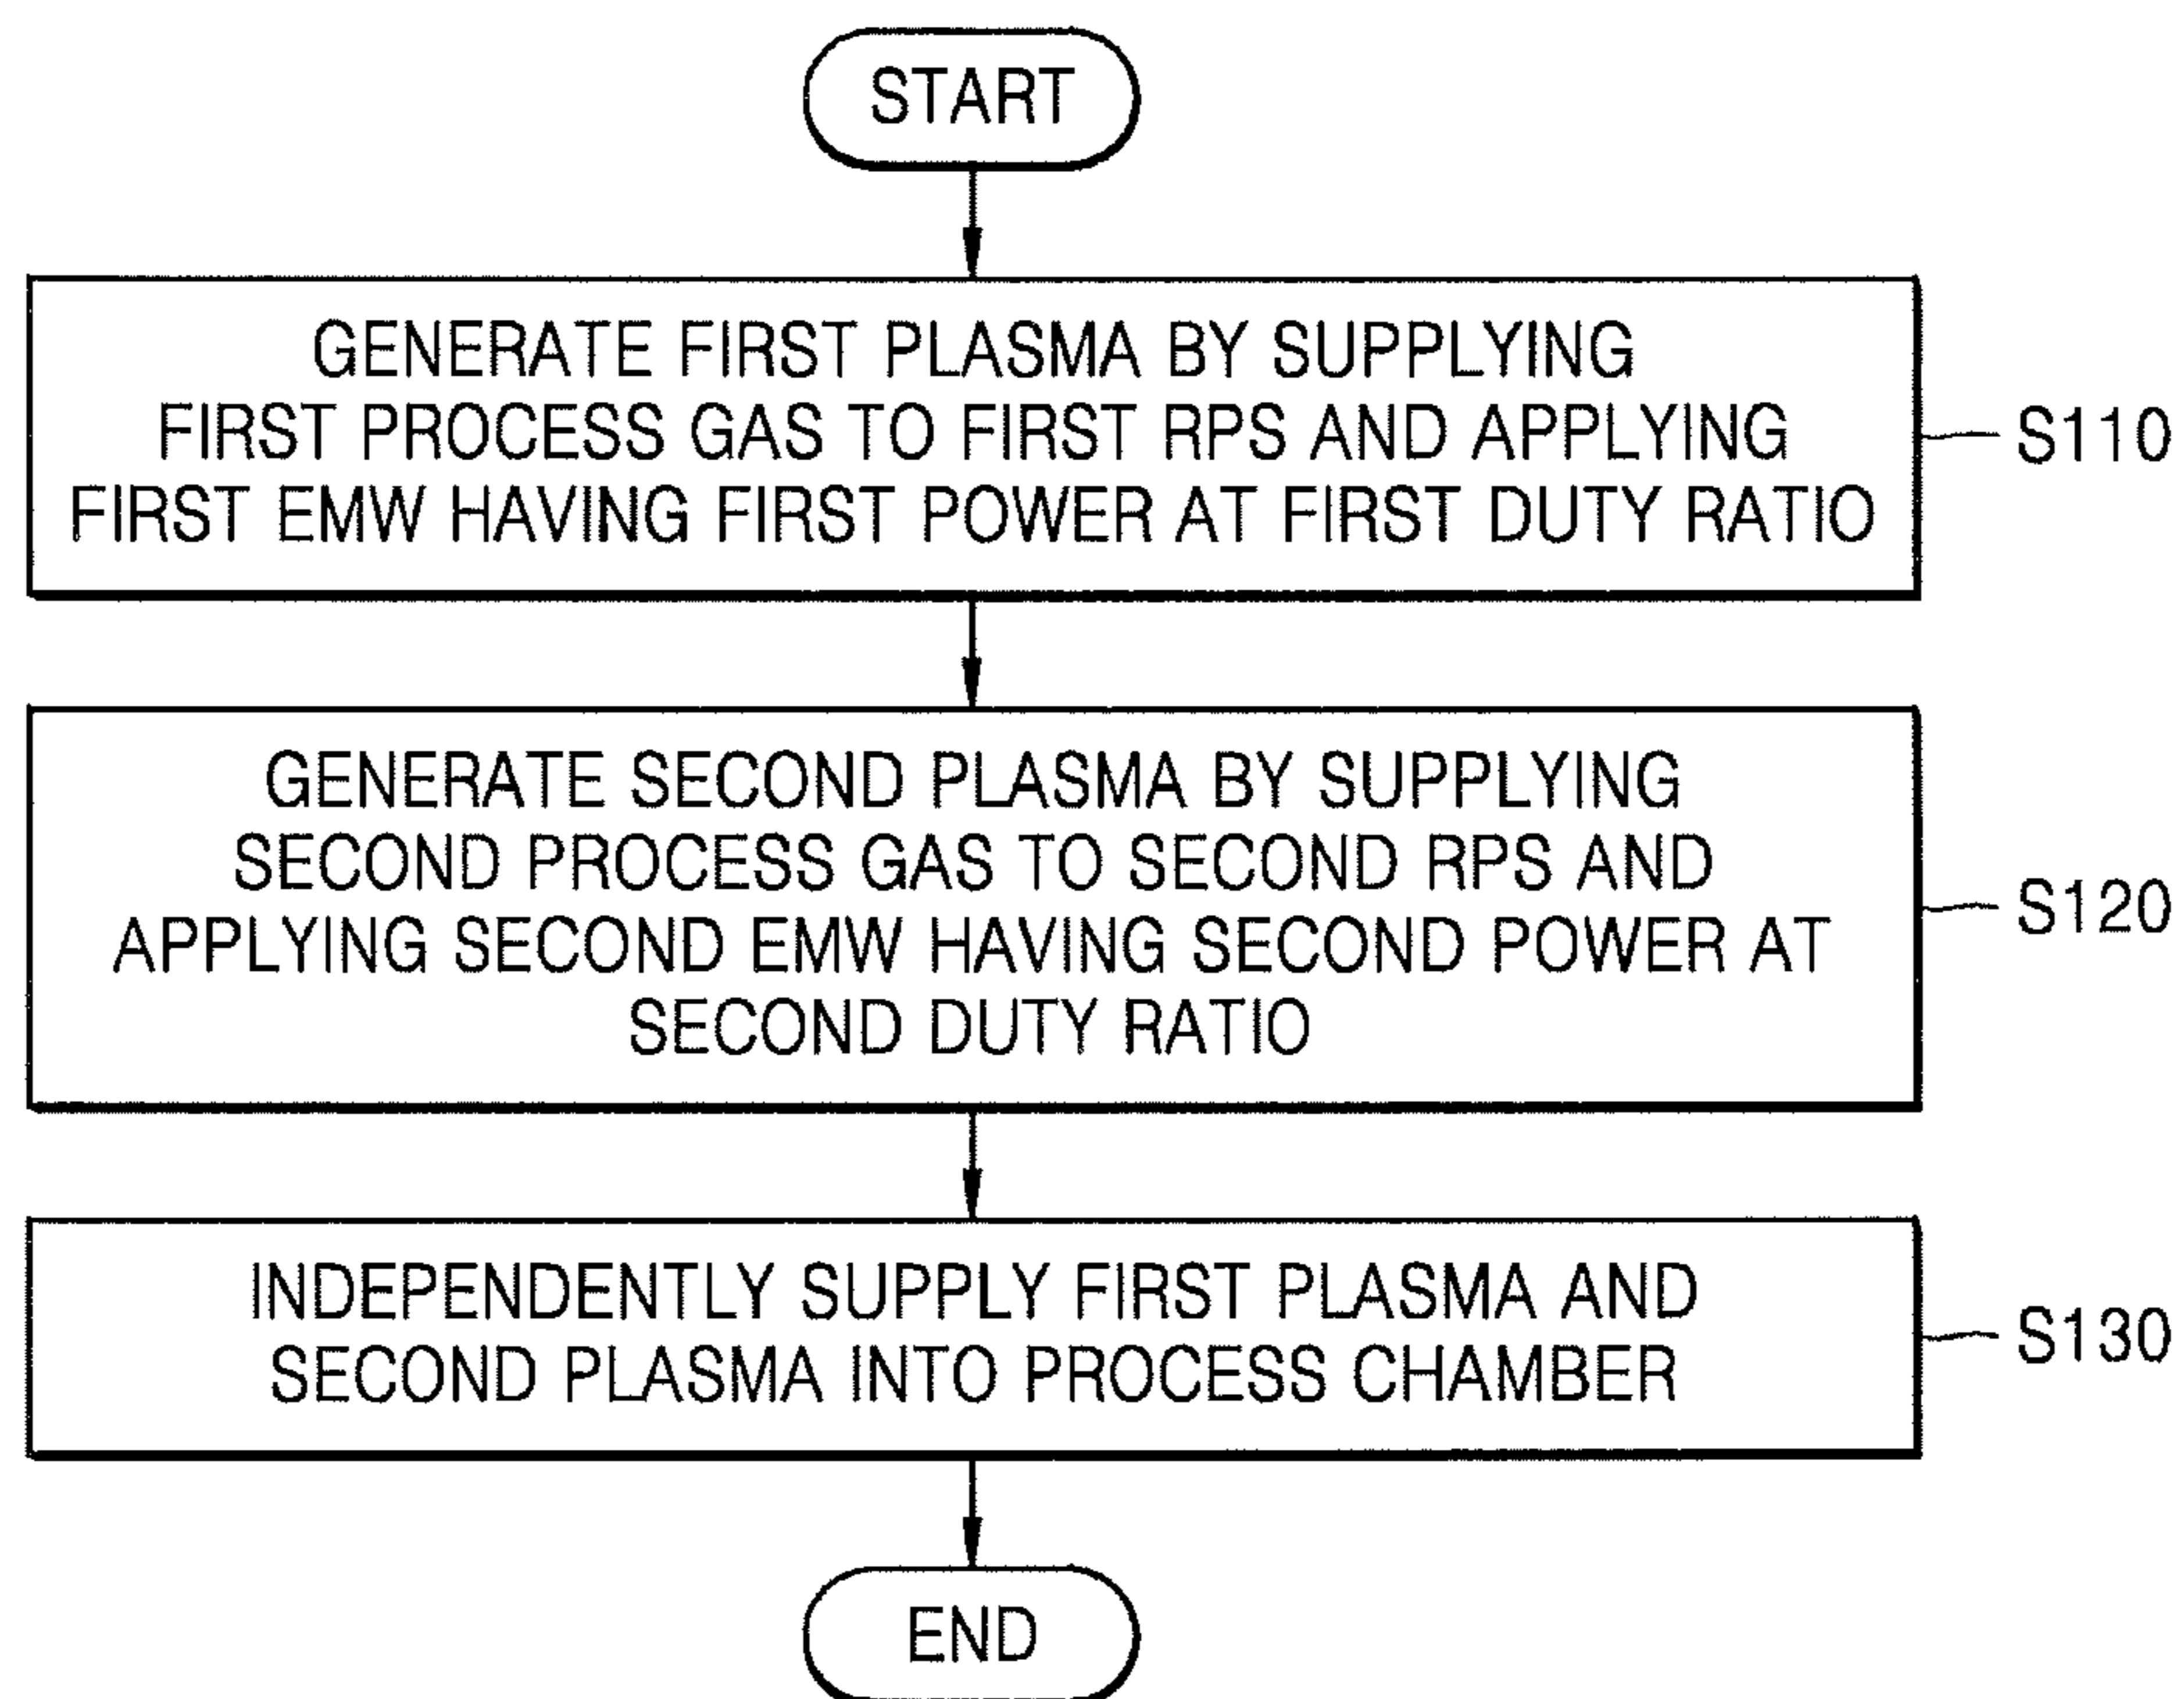 START
GENERATE FIRST PLASMA BY SUPPLYING
FIRST PROCESS GAS TO FIRST RPS AND APPLYING
FIRST EMW HAVING FIRST POWER AT FIRST DUTY RATIO
S110
GENERATE SECOND PLASMA BY SUPPLYING
SECOND PROCESS GAS TO SECOND RPS AND
APPLYING SECOND EMW HAVING SECOND POWER AT
SECOND DUTY RATIO
S120
INDEPENDENTLY SUPPLY FIRST PLASMA AND
SECOND PLASMA INTO PROCESS CHAMBER
S130
END